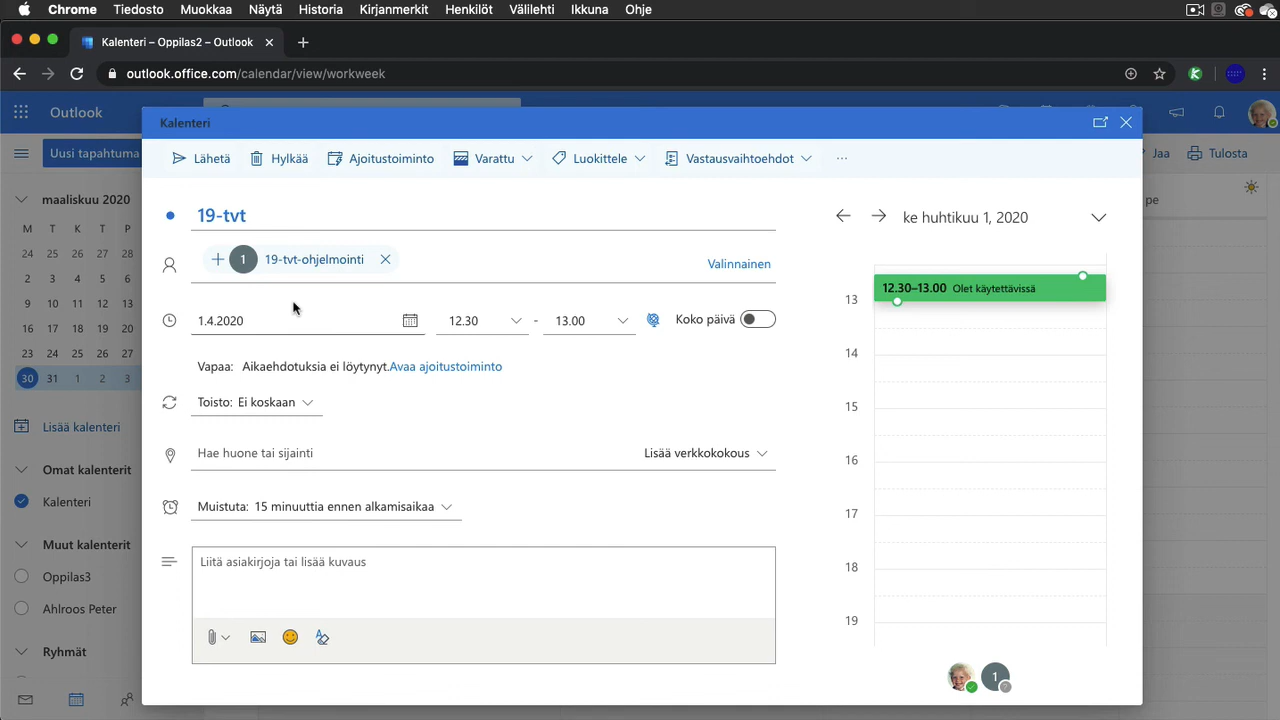 Chrome Tiedosto Muokkaa Näytä Historia Kirjanmerkit Henkilöt Välilehti Ikkuna Ohje
Kalenteri – Oppilas2 – Outlook
outlook.office.com/calendar/view/workweek
Outlook
Kalenteri
Uusi tapahtuma
Lähetä Hylkää Ajoitustoiminto Varattu Luokittele Vastausvaihtoehdot ...
Jaa Tulosta
maaliskuu 2020
M T K T P
24 25 26 27 28
2 3 4 5 6
9 10 11 12 13
16 17 18 19 20
23 24 25 26 27
30 31 1 2 3
Lisää kalenteri
Omat kalenterit
Kalenteri
Muut kalenterit
Oppilas3
Ahlroos Peter
Ryhmät
19-tvt
1 19-tvt-ohjelmointi
Valinnainen
1.4.2020 12.30 - 13.00 Koko päivä
Vapaa: Aikaehdotuksia ei löytynyt.Avaa ajoitustoiminto
Toisto: Ei koskaan
Hae huone tai sijainti Lisää verkkokokous
Muistuta: 15 minuuttia ennen alkamisaikaa
Liitä asiakirjoja tai lisää kuvaus
ke huhtikuu 1, 2020
12.30–13.00 Olet käytettävissä
13
14
15
16
17
18
19
1
pe